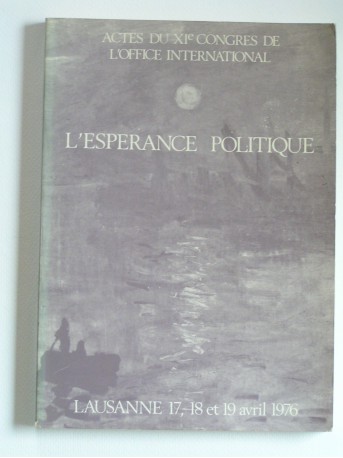 ACTES DU XIe CONGRES DE
L'OFFICE INTERNATIONAL
L'ESPERANCE POLITIQUE
LAUSANNE 17, 18 et 19 avril 1976